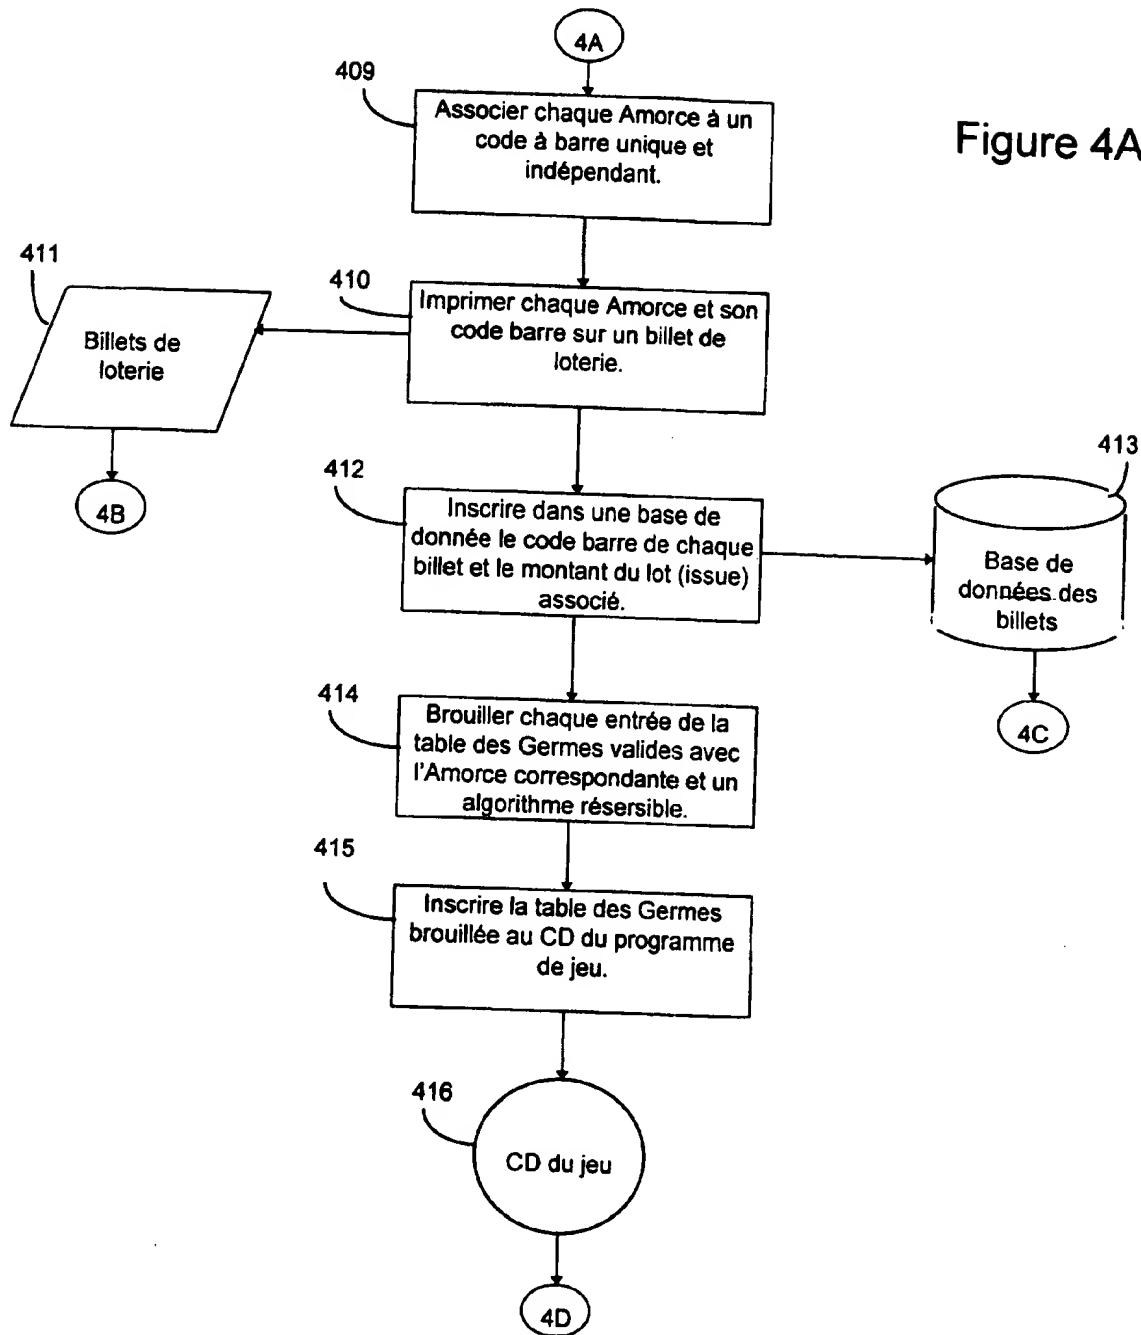 4A
409
Associer chaque Amorce à un
code à barre unique et
indépendant.
Figure 4A
411
410
Imprimer chaque Amorce et son
code barre sur un billet de
loterie.
Billets de
loterie
4B
412
413
Inscrire dans une base de
donnée le code barre de chaque
billet et le montant du lot (issue)
associé.
Base de
données des
billets
4C
414
Brouiller chaque entrée de la
table des Germes valides avec
l'Amorce correspondante et un
algorithme résersible.
415
Inscrire la table des Germes
brouillée au CD du programme
de jeu.
416
CD du jeu
4D